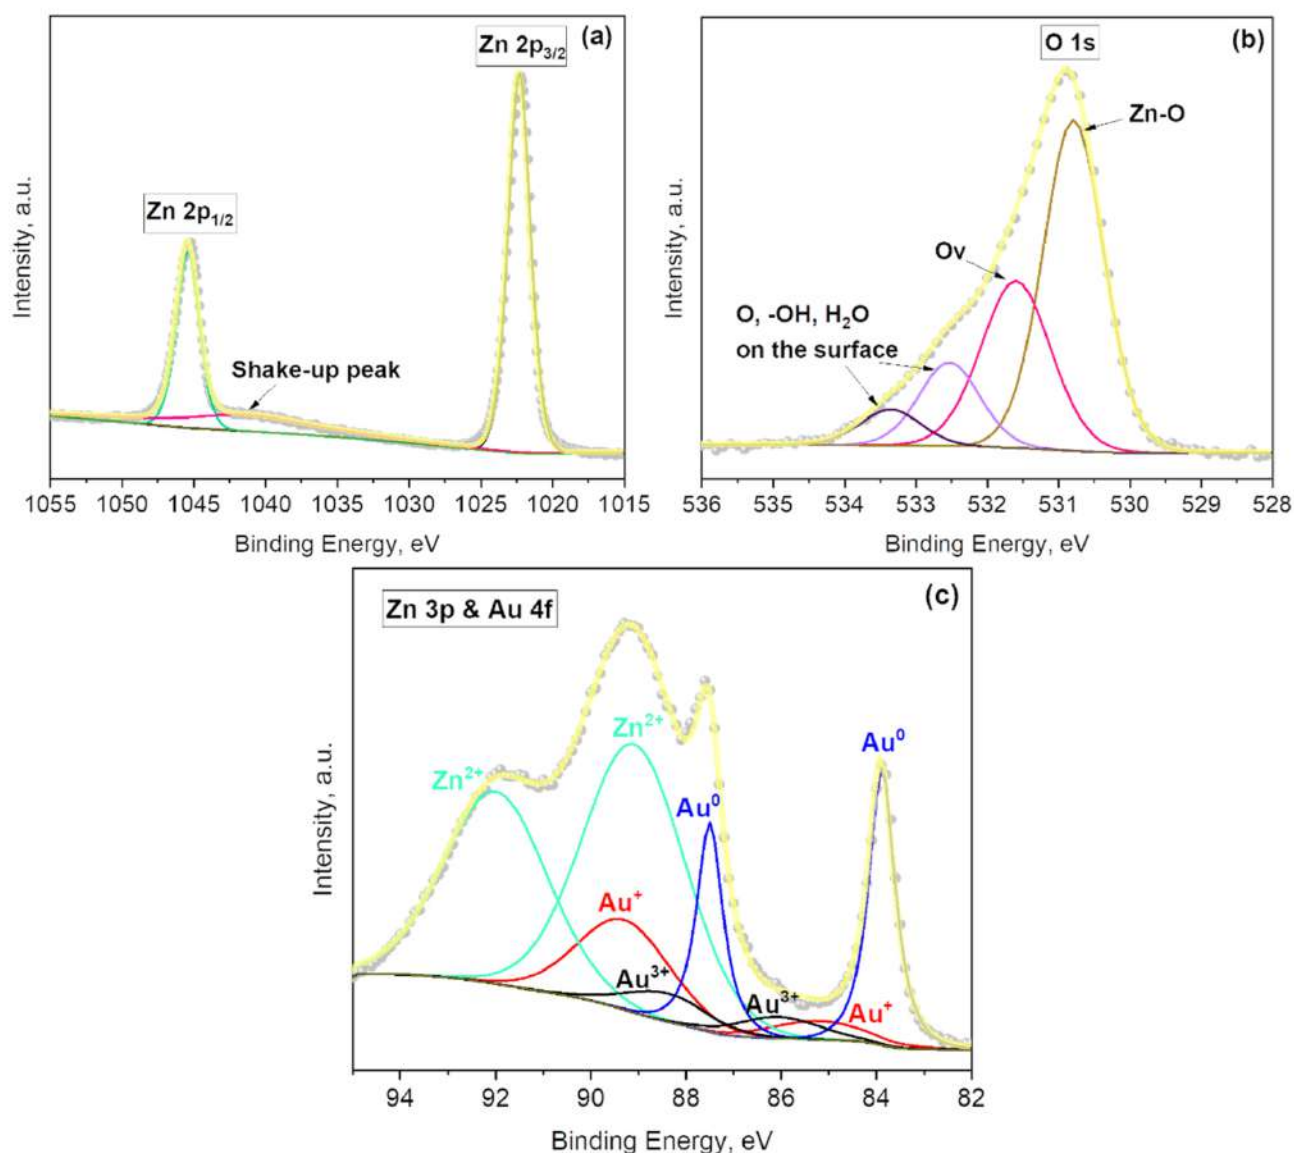 (a)
Zn 2p3/2
Zn 2p1/2
Shake-up peak
Intensity, a.u.
1055 1050 1045 1040 1035 1030 1025 1020 1015
Binding Energy, eV
(b)
O 1s
Zn-O
Ov
O, -OH, H2O
on the surface
Intensity, a.u.
536 535 534 533 532 531 530 529 528
Binding Energy, eV
(c)
Zn 3p & Au 4f
Zn²⁺
Zn²⁺
Au⁰
Au⁰
Au⁺
Au³⁺
Au³⁺
Au⁺
Intensity, a.u.
94 92 90 88 86 84 82
Binding Energy, eV